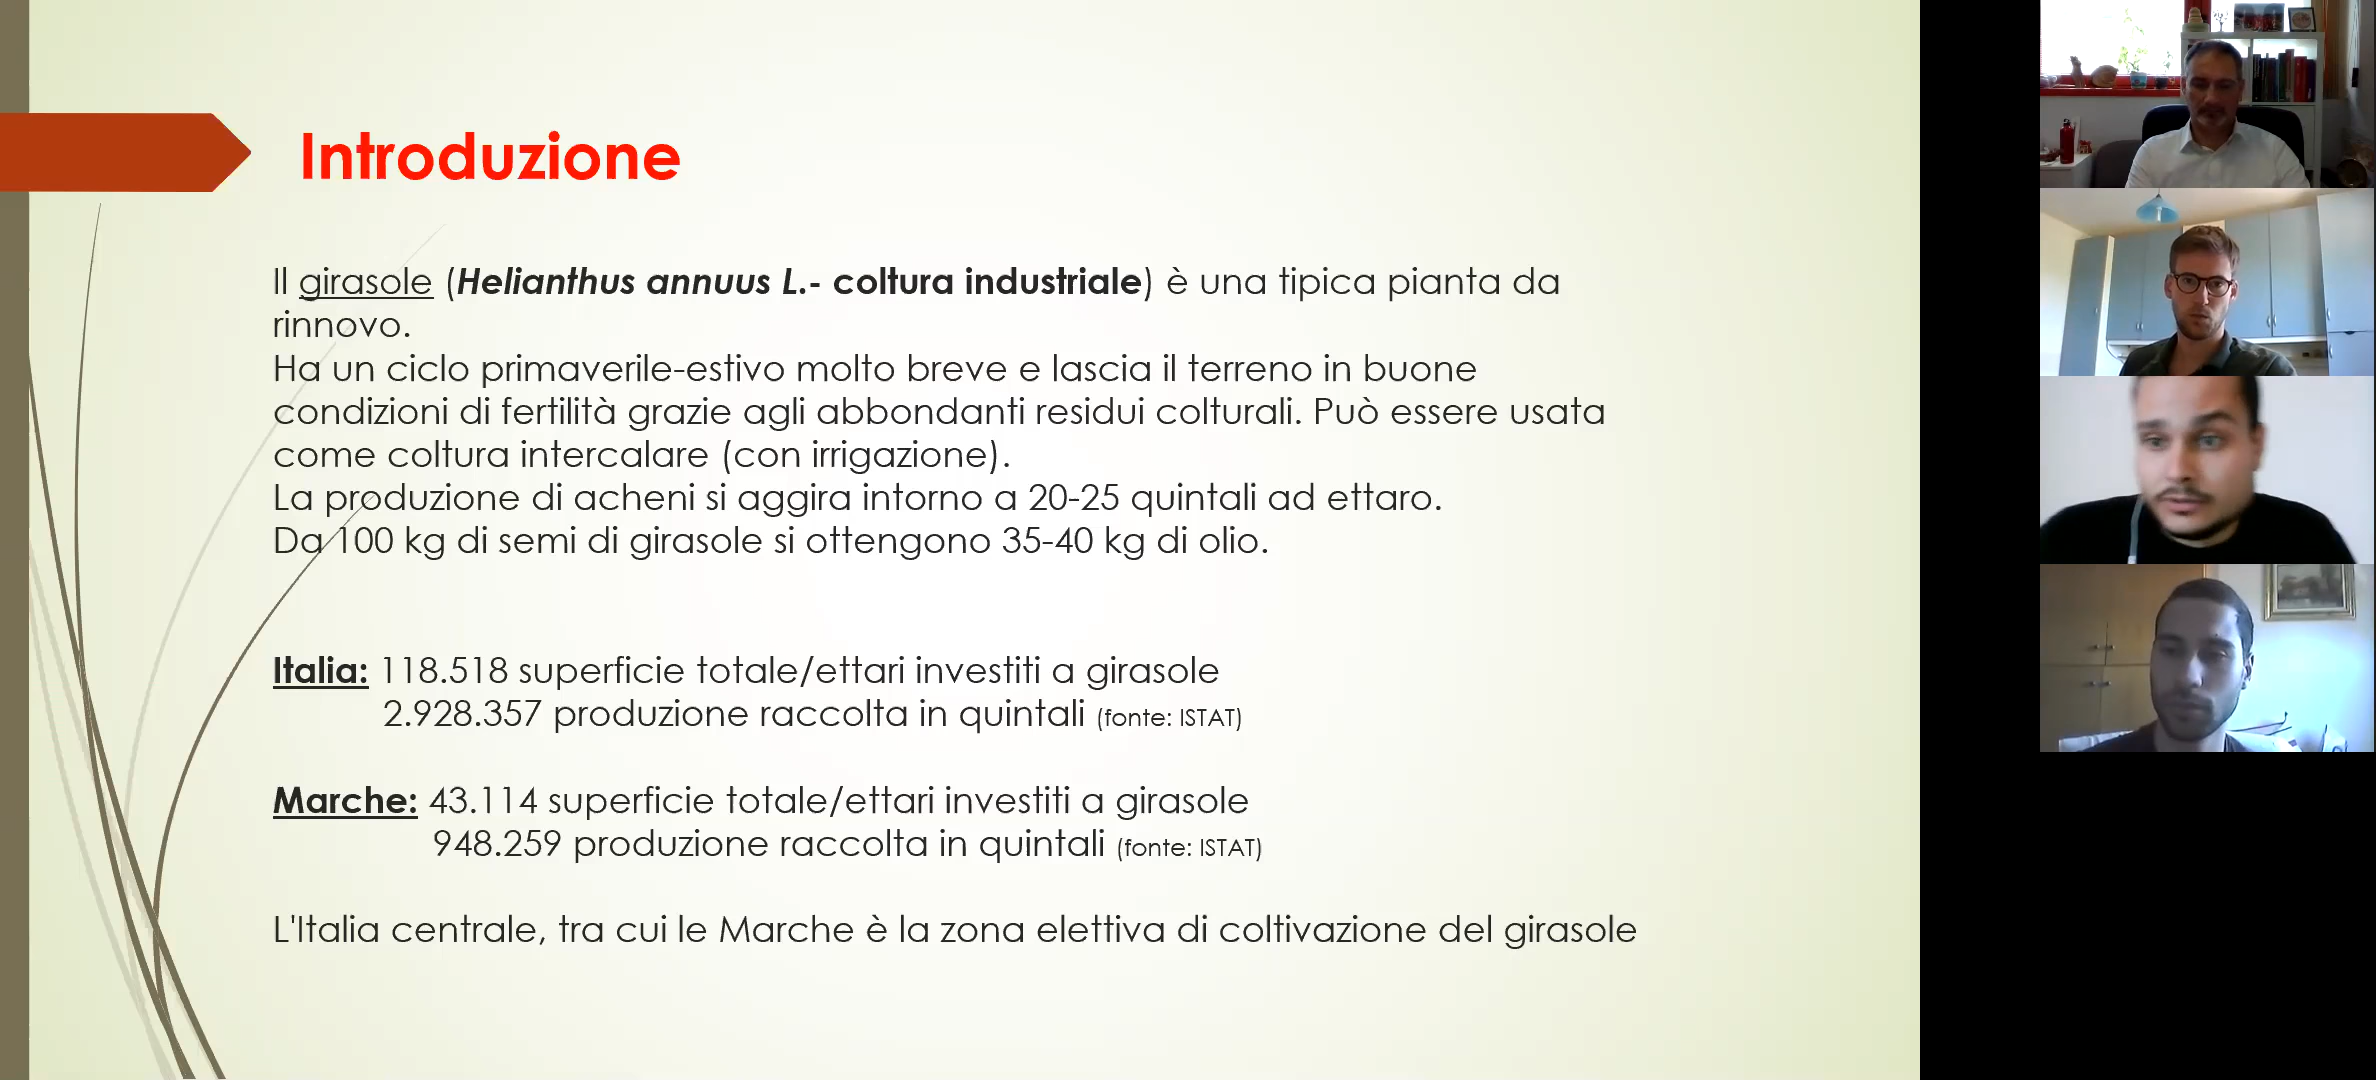 Introduzione
Il girasole (Helianthus annuus L.- coltura industriale) è una tipica pianta da
rinnovo.
Ha un ciclo primaverile-estivo molto breve e lascia il terreno in buone
condizioni di fertilità grazie agli abbondanti residui colturali. Può essere usata
come coltura intercalare (con irrigazione).
La produzione di acheni si aggira intorno a 20-25 quintali ad ettaro.
Da 100 kg di semi di girasole si ottengono 35-40 kg di olio.
Italia: 118.518 superficie totale/ettari investiti a girasole
2.928.357 produzione raccolta in quintali (fonte: ISTAT)
Marche: 43.114 superficie totale/ettari investiti a girasole
948.259 produzione raccolta in quintali (fonte: ISTAT)
L'Italia centrale, tra cui le Marche è la zona elettiva di coltivazione del girasole